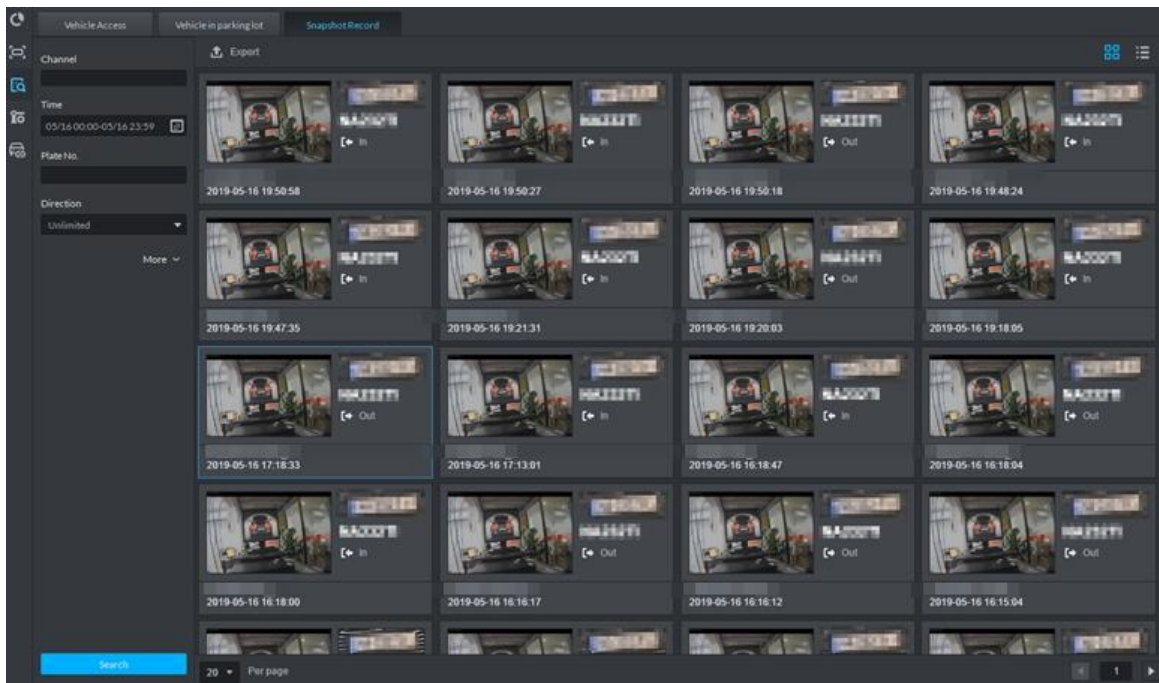 Vehicle Access
Vehicle in parking lot
Snapshot Record
Channel
Time
05/16 00:00-05/16 23:59
Plate No.
Direction
Unlimited
More
Search
Export
In
In
Out
In
2019-05-16 19:50:58
2019-05-16 19:50:27
2019-05-16 19:50:18
2019-05-16 19:48:24
In
In
Out
In
2019-05-16 19:47:35
2019-05-16 19:21:31
2019-05-16 19:20:03
2019-05-16 19:18:05
Out
In
In
Out
2019-05-16 17:18:33
2019-05-16 17:13:01
2019-05-16 16:18:47
2019-05-16 16:18:04
In
Out
Out
Out
2019-05-16 16:18:00
2019-05-16 16:16:17
2019-05-16 16:16:12
2019-05-16 16:15:04
20
Per page
1